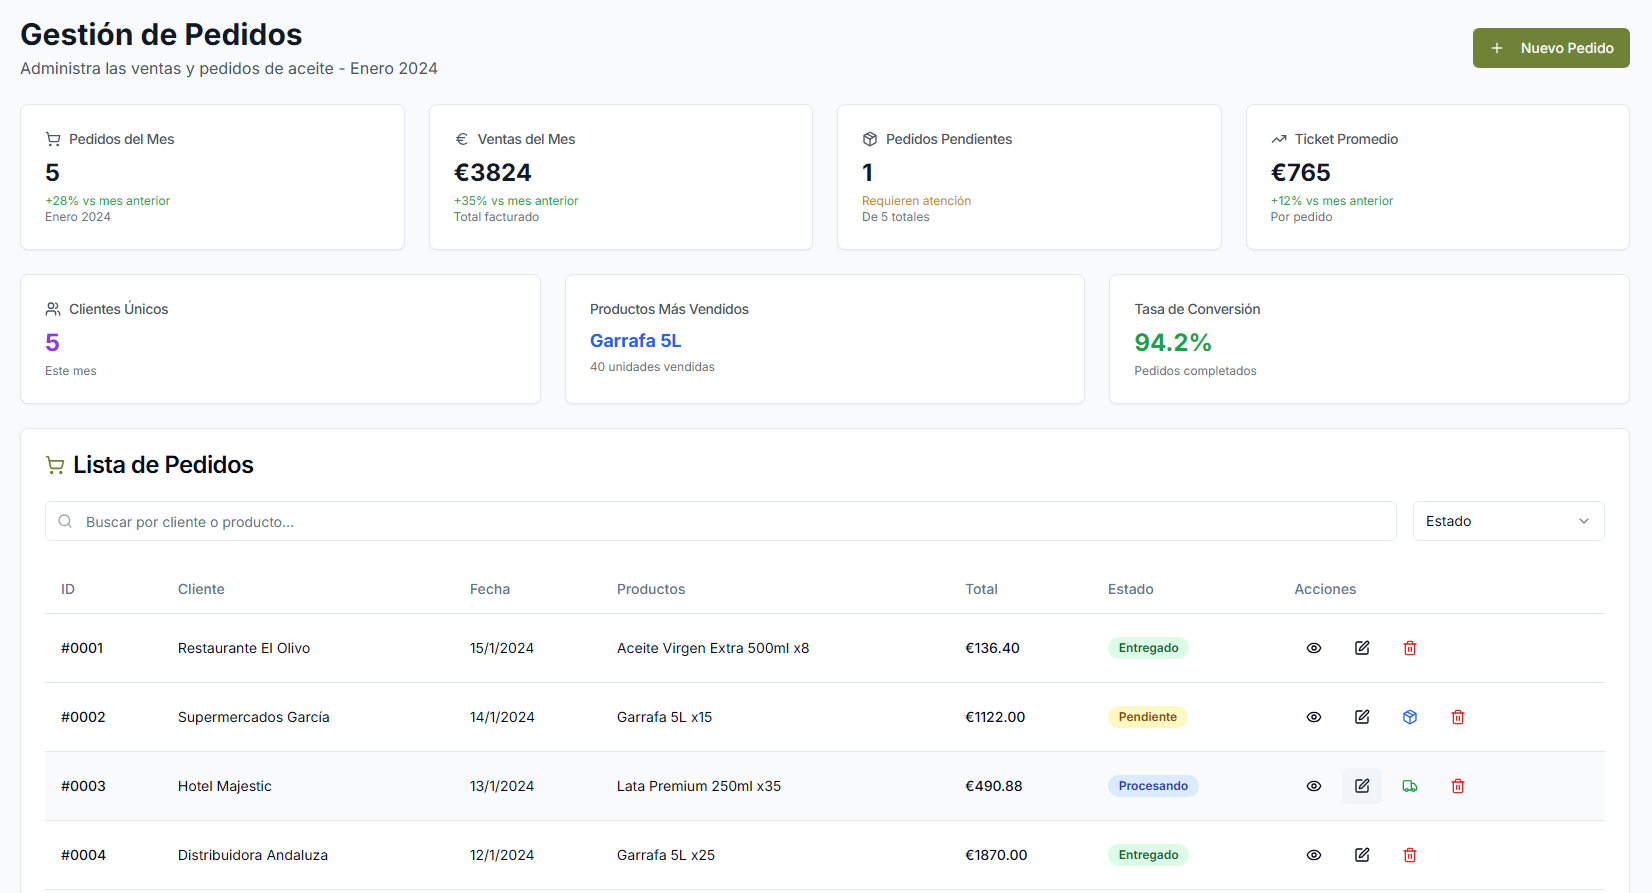 Gestión de Pedidos
Administra las ventas y pedidos de aceite - Enero 2024
Nuevo Pedido
Pedidos del Mes
5
+28% vs mes anterior
Enero 2024
Ventas del Mes
€3824
+35% vs mes anterior
Total facturado
Pedidos Pendientes
1
Requieren atención
De 5 totales
Ticket Promedio
€765
+12% vs mes anterior
Por pedido
Clientes Únicos
5
Este mes
Productos Más Vendidos
Garrafa 5L
40 unidades vendidas
Tasa de Conversión
94.2%
Pedidos completados
Lista de Pedidos
Buscar por cliente o producto...
Estado
ID Cliente Fecha Productos Total Estado Acciones
#0001 Restaurante El Olivo 15/1/2024 Aceite Virgen Extra 500ml x8 €136.40 Entregado
#0002 Supermercados García 14/1/2024 Garrafa 5L x15 €1122.00 Pendiente
#0003 Hotel Majestic 13/1/2024 Lata Premium 250ml x35 €490.88 Procesando
#0004 Distribuidora Andaluza 12/1/2024 Garrafa 5L x25 €1870.00 Entregado